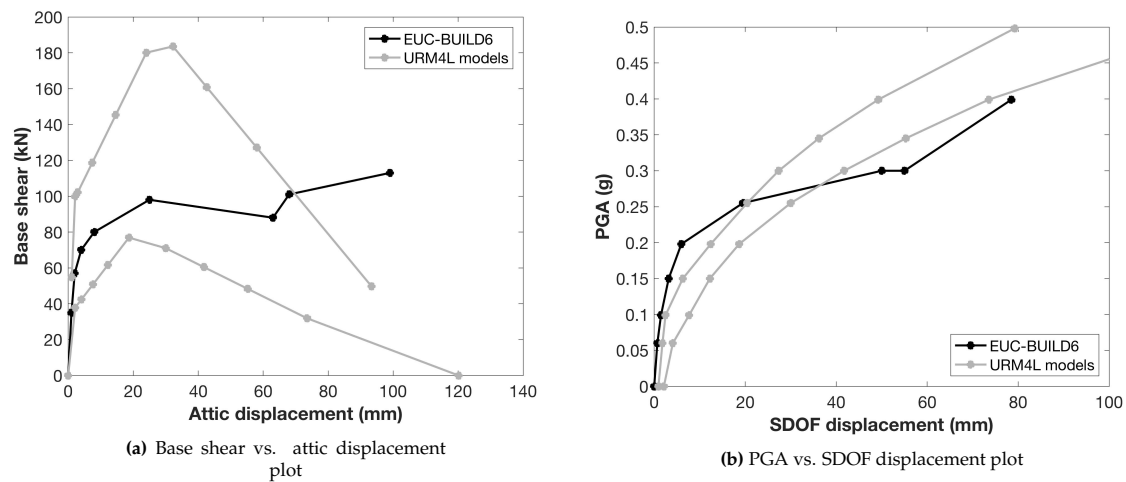 200
180
160
140
120
100
80
60
40
20
0
0 20 40 60 80 100 120 140
Base shear (kN)
Attic displacement (mm)
EUC-BUILD6
URM4L models
(a) Base shear vs. attic displacement
plot
0.5
0.45
0.4
0.35
0.3
0.25
0.2
0.15
0.1
0.05
0
0 20 40 60 80 100
PGA (g)
SDOF displacement (mm)
EUC-BUILD6
URM4L models
(b) PGA vs. SDOF displacement plot